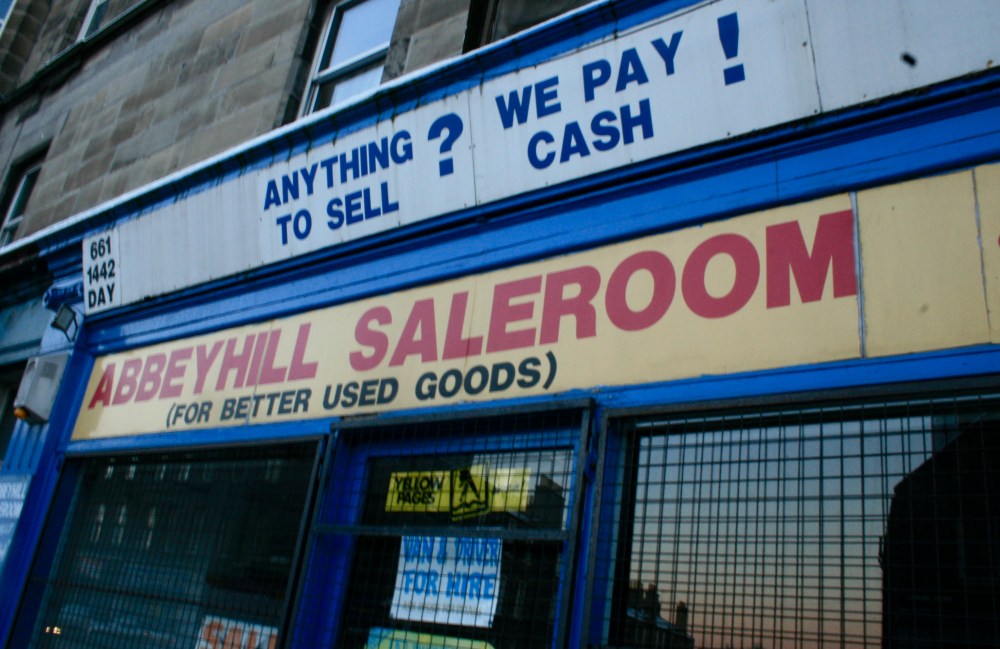 ANYTHING ?
TO SELL
WE PAY !
CASH
661
1442
DAY
ABBEYHILL SALEROOM
(FOR BETTER USED GOODS)
YELLOW
PAGES
VAN & DRIVER
FOR HIRE